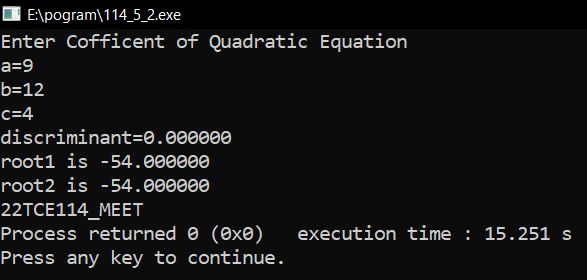 E:\pogram\114_5_2.exe
Enter Cofficent of Quadratic Equation
a=9
b=12
c=4
discriminant=0.000000
root1 is -54.000000
root2 is -54.000000
22TCE114_MEET
Process returned 0 (0x0)   execution time : 15.251 s
Press any key to continue.